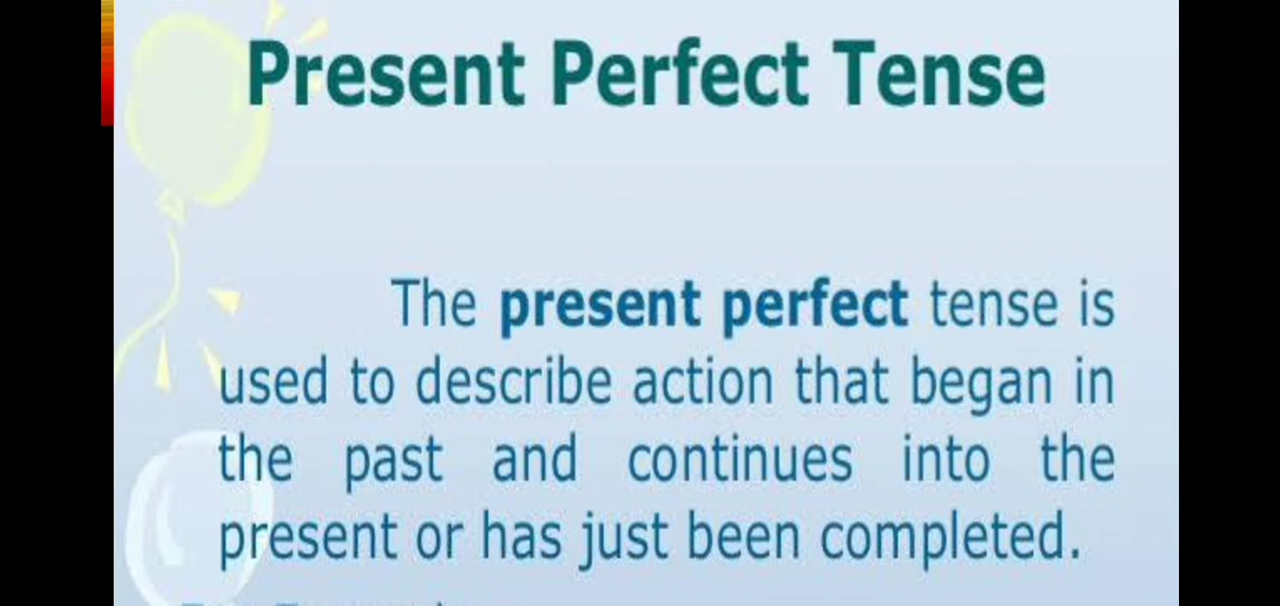 Present Perfect Tense
The present perfect tense is
used to describe action that began in
the past and continues into the
present or has just been completed.